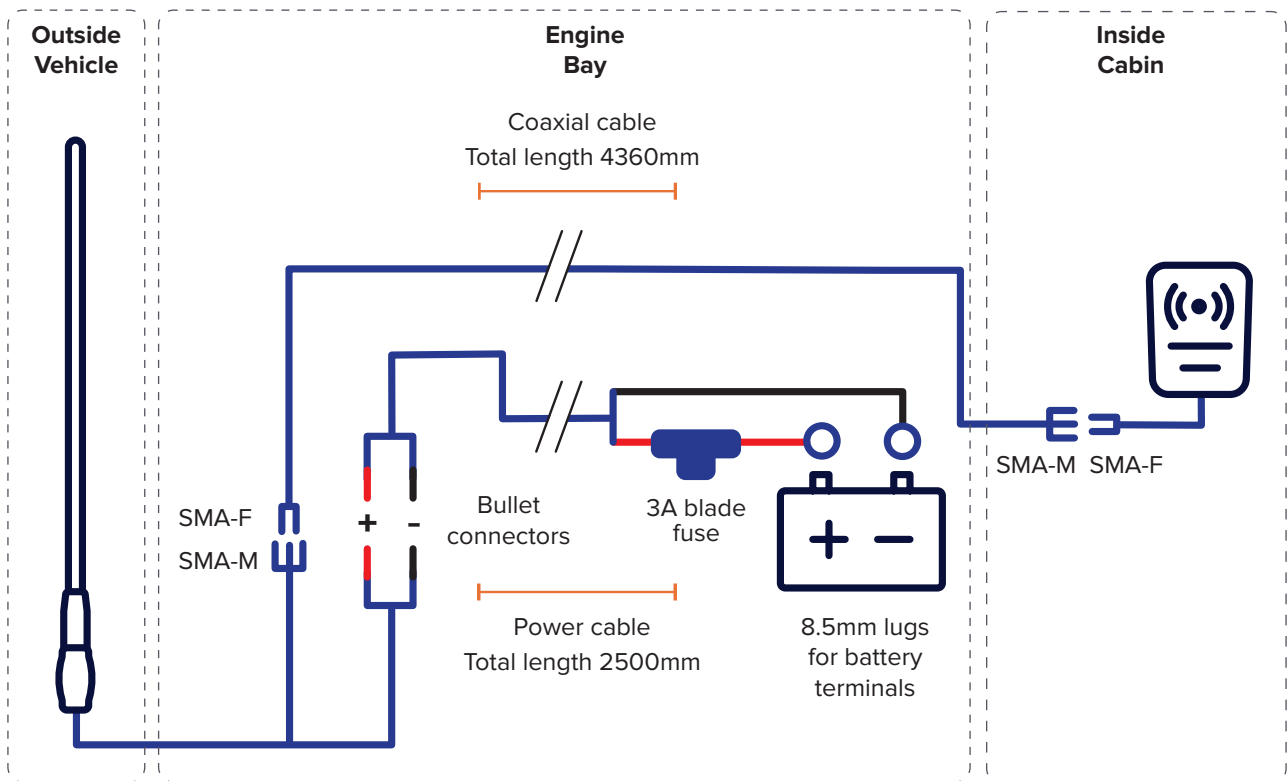 Outside
Vehicle
Engine
Bay
Inside
Cabin
Coaxial cable
Total length 4360mm
SMA-M SMA-F
SMA-F
SMA-M
+ -
Bullet
connectors
3A blade
fuse
+ −
Power cable
Total length 2500mm
8.5mm lugs
for battery
terminals